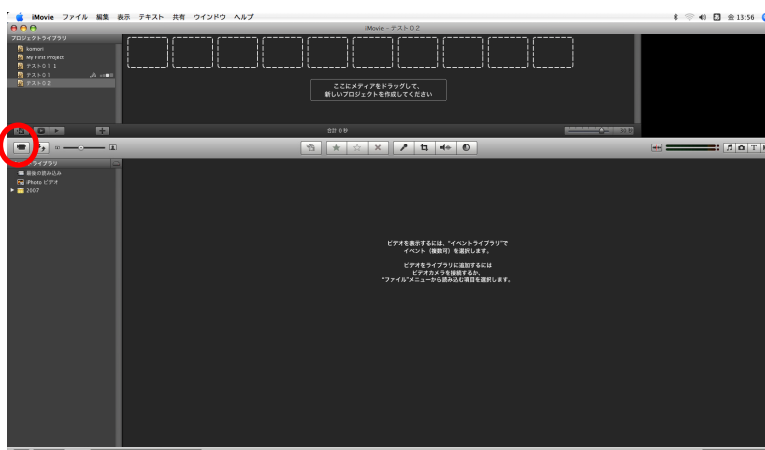 iMovie ファイル 編集 表示 テキスト 共有 ウインドウ ヘルプ
金 13:56
iMovie - テスト０２
プロジェクトライブラリ
komori
My First Project
テスト０１１
テスト０１
テスト０２
ここにメディアをドラッグして、
新しいプロジェクトを作成してください
合計 0 秒
ライブラリ
最後の読み込み
iPhoto ビデオ
2007
ビデオを表示するには、"イベントライブラリ"で
イベント（複数可）を選択します。
ビデオをライブラリに追加するには
ビデオカメラを接続するか、
"ファイル"メニューから読み込む項目を選択します。